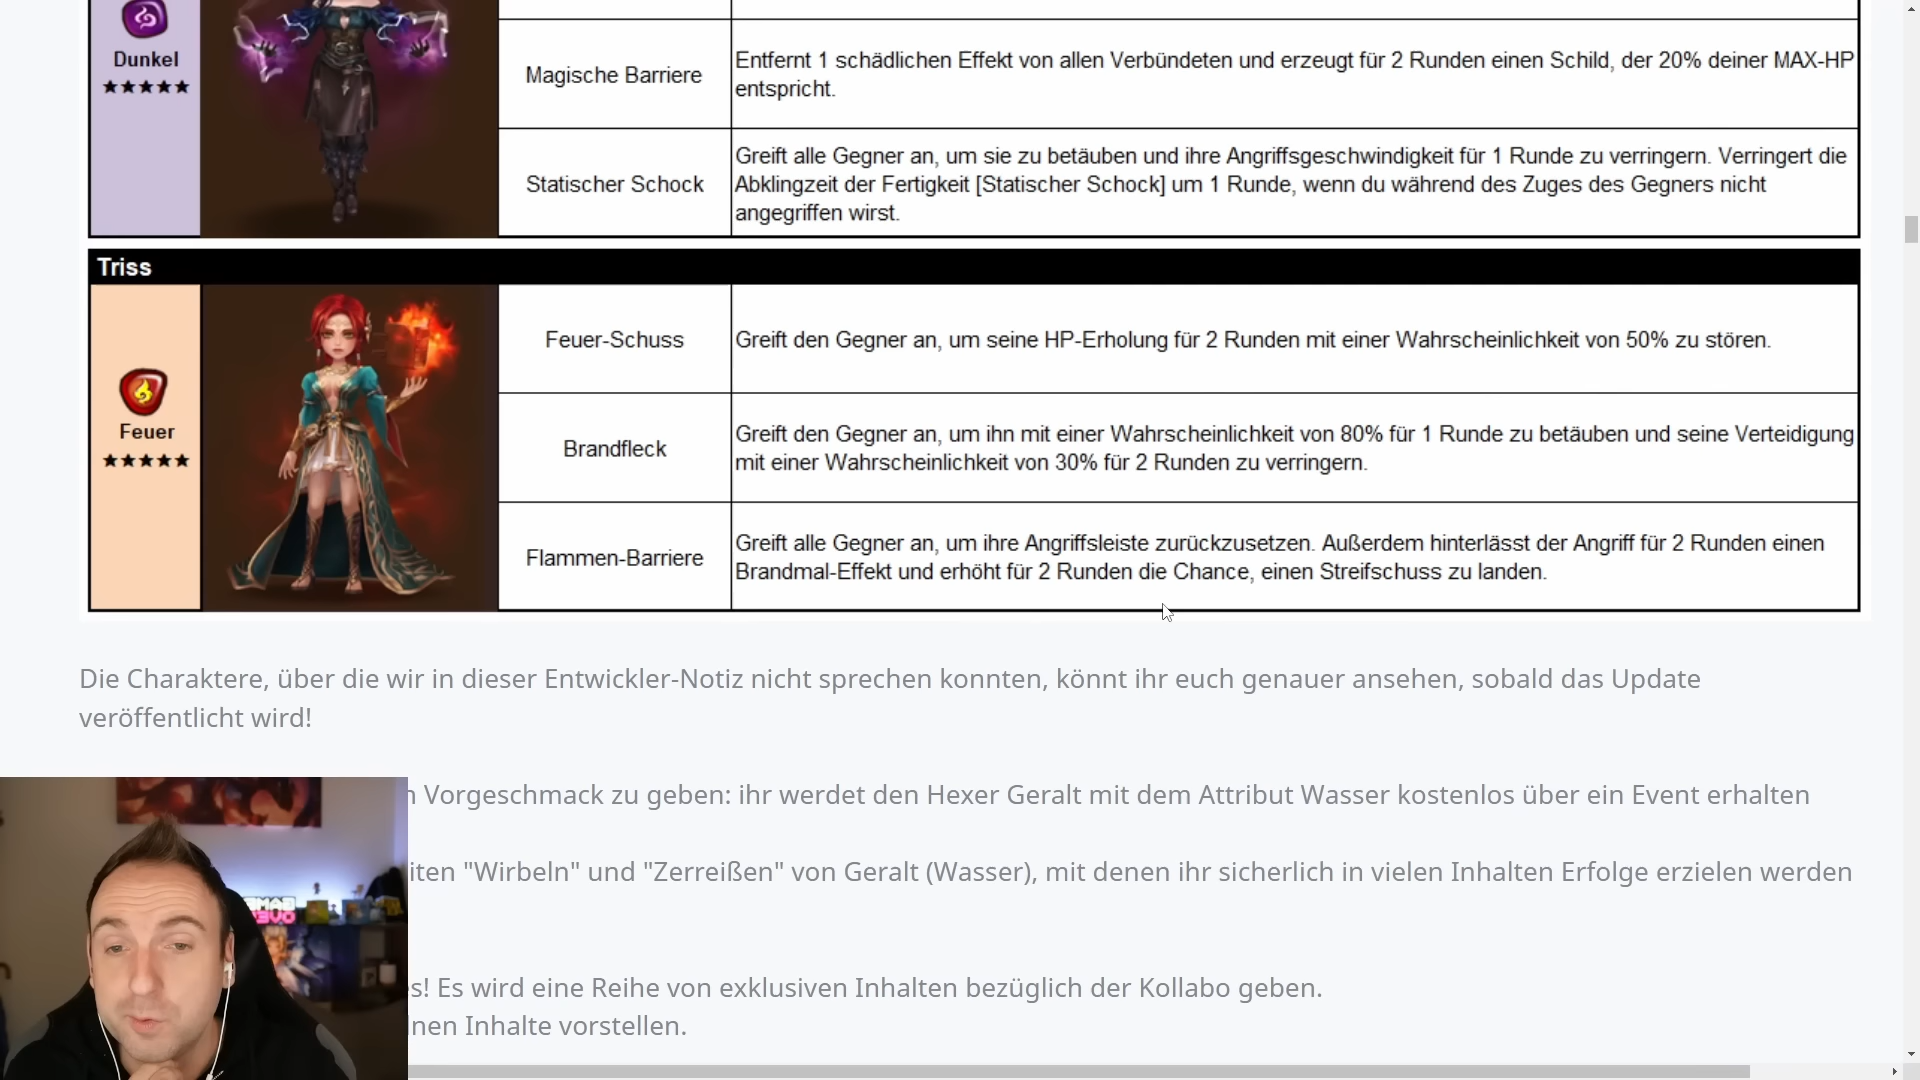 Dunkel
Magische Barriere
Entfernt 1 schädlichen Effekt von allen Verbündeten und erzeugt für 2 Runden einen Schild, der 20% deiner MAX-HP
entspricht.
Statischer Schock
Greift alle Gegner an, um sie zu betäuben und ihre Angriffsgeschwindigkeit für 1 Runde zu verringern. Verringert die
Abklingzeit der Fertigkeit [Statischer Schock] um 1 Runde, wenn du während des Zuges des Gegners nicht
angegriffen wirst.
Triss
Feuer
Feuer-Schuss
Greift den Gegner an, um seine HP-Erholung für 2 Runden mit einer Wahrscheinlichkeit von 50% zu stören.
Brandfleck
Greift den Gegner an, um ihn mit einer Wahrscheinlichkeit von 80% für 1 Runde zu betäuben und seine Verteidigung
mit einer Wahrscheinlichkeit von 30% für 2 Runden zu verringern.
Flammen-Barriere
Greift alle Gegner an, um ihre Angriffsleiste zurückzusetzen. Außerdem hinterlässt der Angriff für 2 Runden einen
Brandmal-Effekt und erhöht für 2 Runden die Chance, einen Streifschuss zu landen.
Die Charaktere, über die wir in dieser Entwickler-Notiz nicht sprechen konnten, könnt ihr euch genauer ansehen, sobald das Update
veröffentlicht wird!
Vorgeschmack zu geben: ihr werdet den Hexer Geralt mit dem Attribut Wasser kostenlos über ein Event erhalten
iten "Wirbeln" und "Zerreißen" von Geralt (Wasser), mit denen ihr sicherlich in vielen Inhalten Erfolge erzielen werden
s! Es wird eine Reihe von exklusiven Inhalten bezüglich der Kollabo geben.
nen Inhalte vorstellen.
GAME
OVER